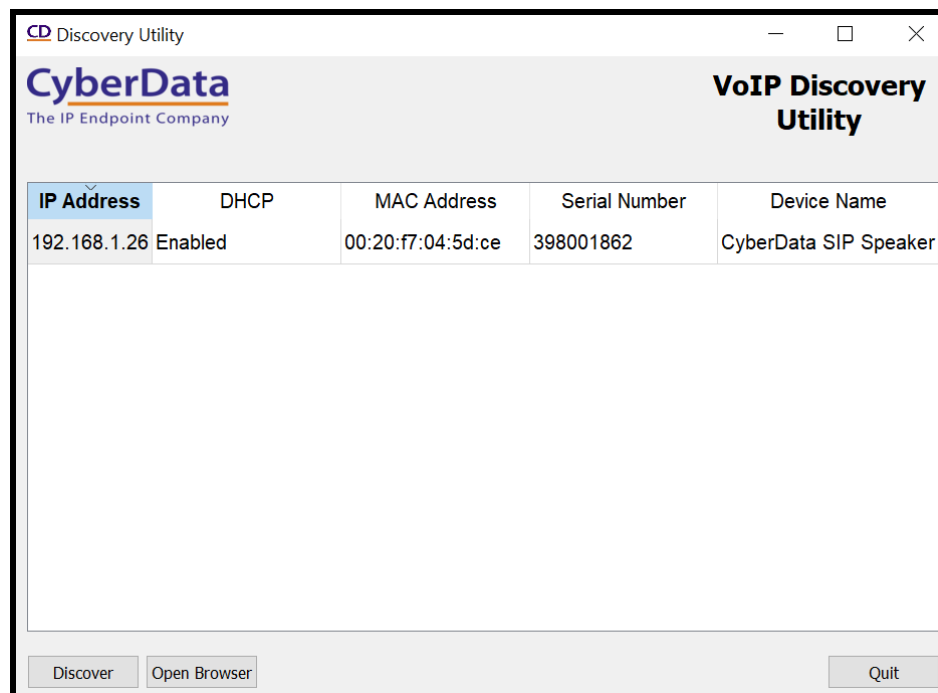 CD Discovery Utility
CyberData
The IP Endpoint Company
VoIP Discovery
Utility
IP Address DHCP MAC Address Serial Number Device Name
192.168.1.26 Enabled 00:20:f7:04:5d:ce 398001862 CyberData SIP Speaker
Discover Open Browser Quit